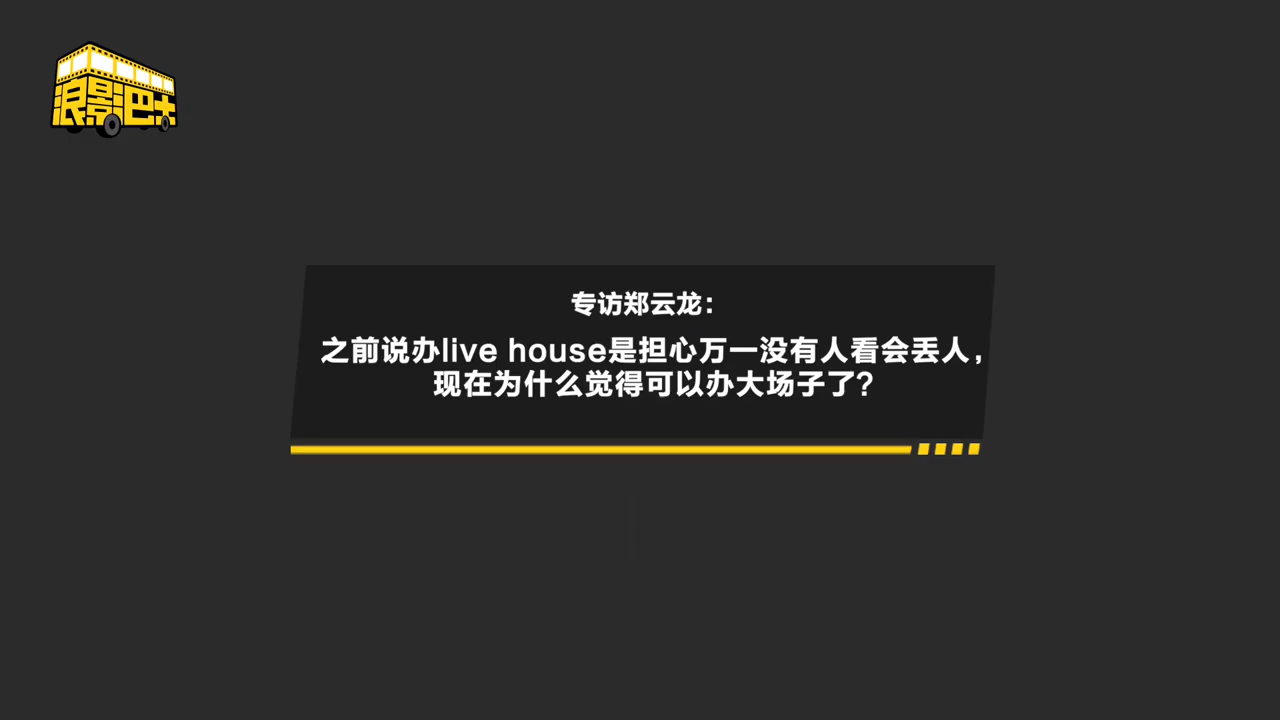 浪影巴士
专访郑云龙：
之前说办live house是担心万一没有人看会丢人，
现在为什么觉得可以办大场子了？